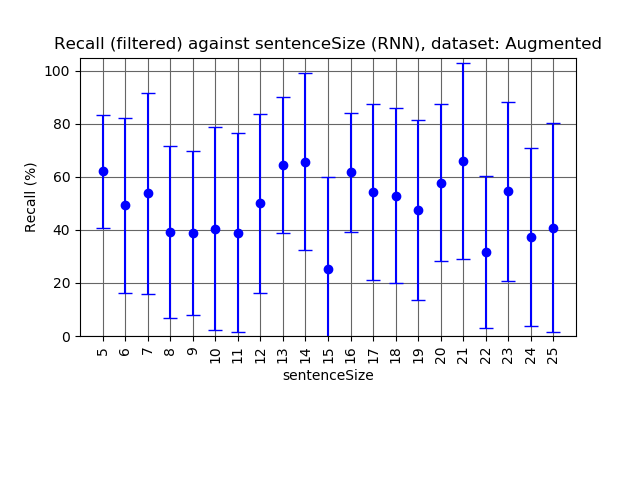 Recall (filtered) against sentenceSize (RNN), dataset: Augmented
100
80
60
40
20
0
Recall (%)
5 6 7 8 9 10 11 12 13 14 15 16 17 18 19 20 21 22 23 24 25
sentenceSize